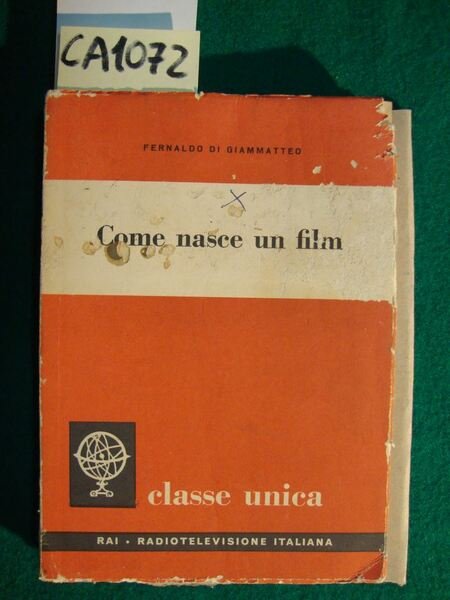 CA1072
FERNALDO DI GIAMMATTEO
Come nasce un film
classe unica
RAI • RADIOTELEVISIONE ITALIANA